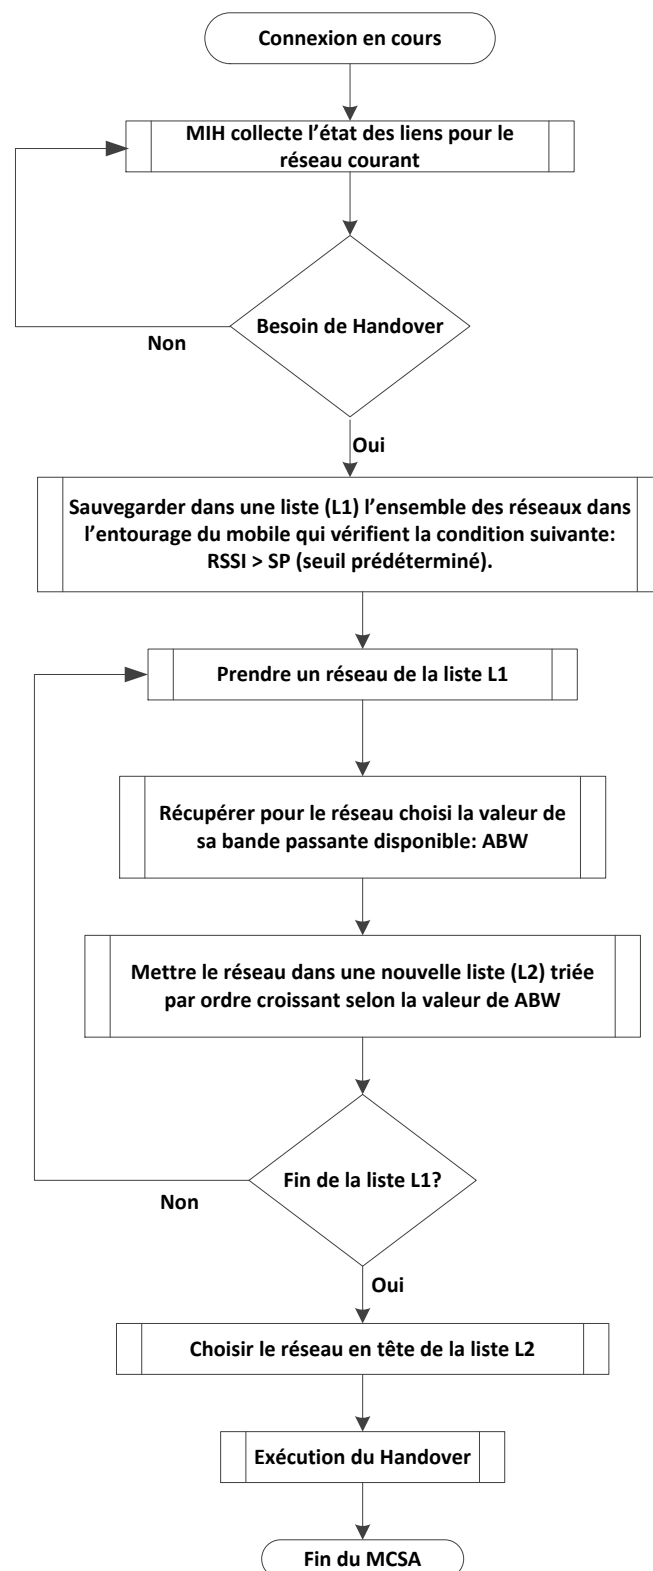 Connexion en cours
MIH collecte l’état des liens pour le
réseau courant
Besoin de Handover
Non
Oui
Sauvegarder dans une liste (L1) l’ensemble des réseaux dans
l’entourage du mobile qui vérifient la condition suivante:
RSSI > SP (seuil prédéterminé).
Prendre un réseau de la liste L1
Récupérer pour le réseau choisi la valeur de
sa bande passante disponible: ABW
Mettre le réseau dans une nouvelle liste (L2) triée
par ordre croissant selon la valeur de ABW
Fin de la liste L1?
Non
Oui
Choisir le réseau en tête de la liste L2
Exécution du Handover
Fin du MCSA